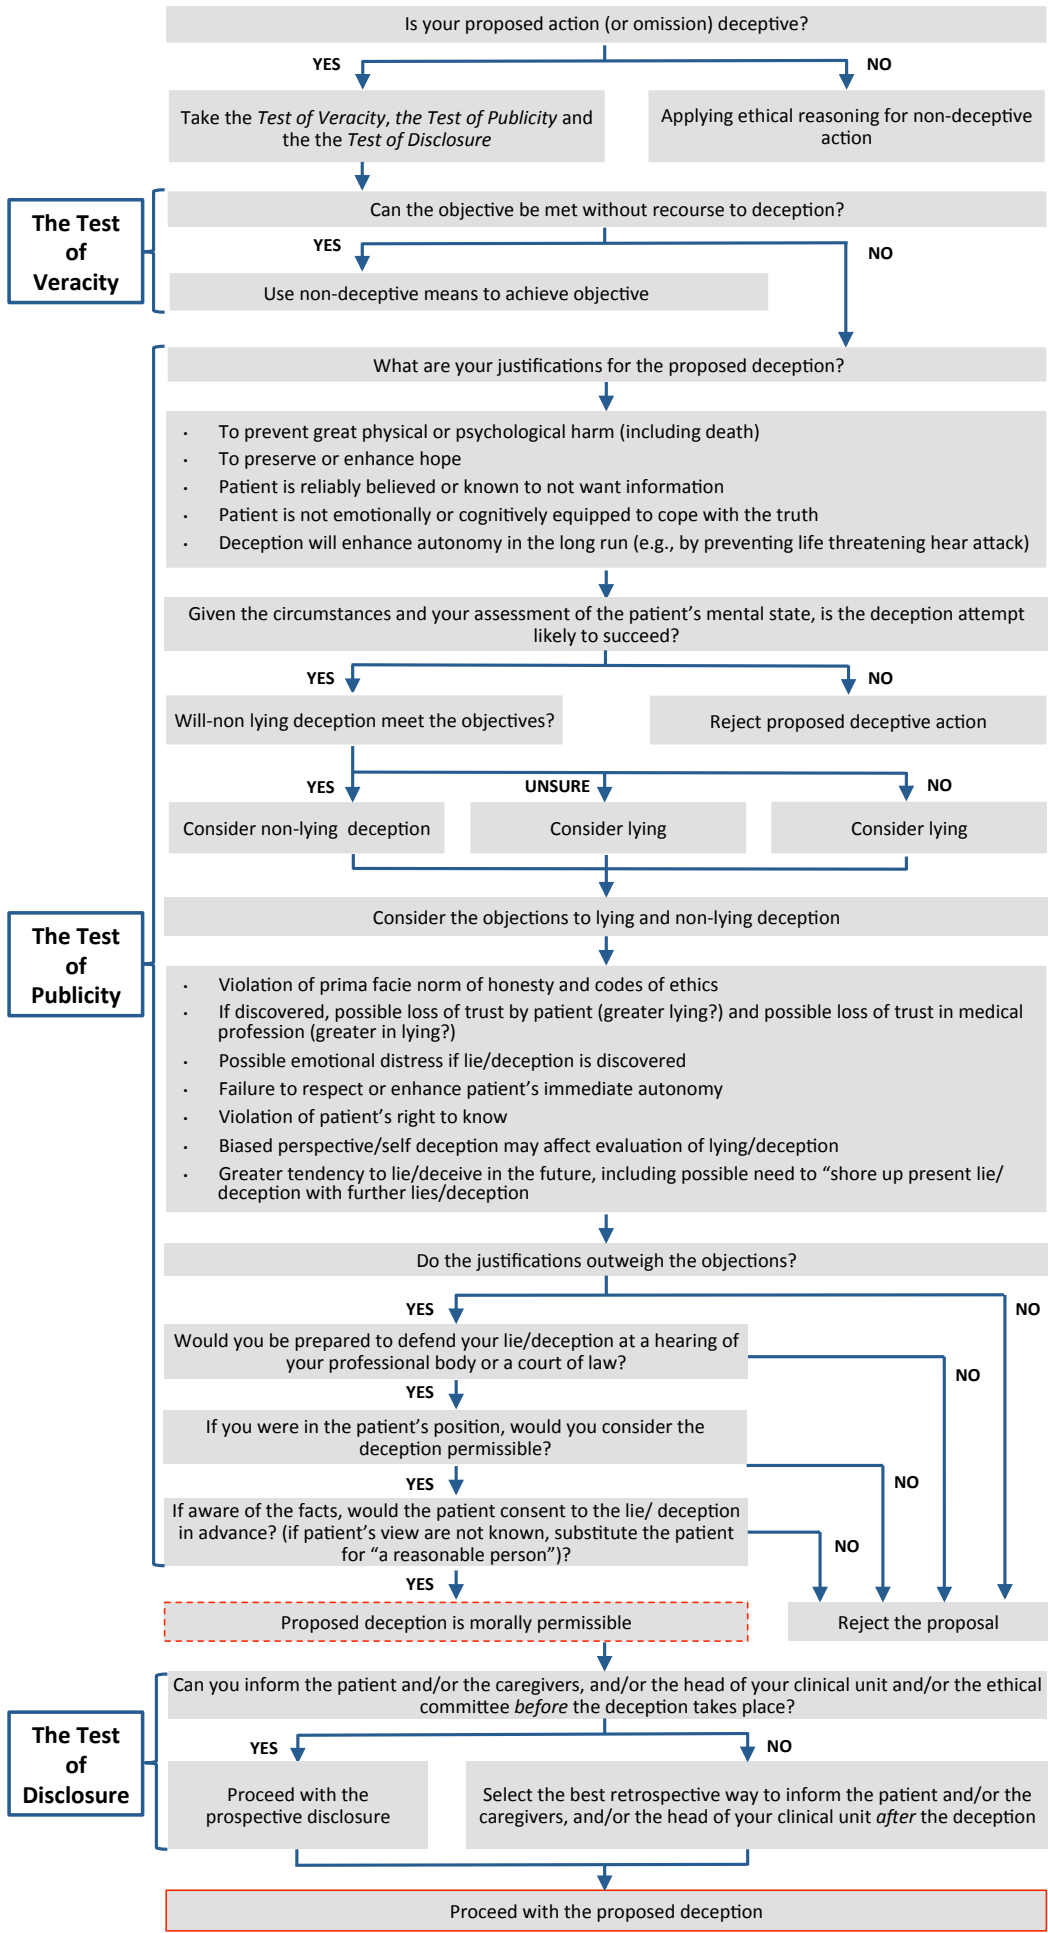 Is your proposed action (or omission) deceptive?
YES
NO
Take the Test of Veracity, the Test of Publicity and
the the Test of Disclosure
Applying ethical reasoning for non-deceptive
action
The Test
of
Veracity
Can the objective be met without recourse to deception?
YES
NO
Use non-deceptive means to achieve objective
What are your justifications for the proposed deception?
· To prevent great physical or psychological harm (including death)
· To preserve or enhance hope
· Patient is reliably believed or known to not want information
· Patient is not emotionally or cognitively equipped to cope with the truth
· Deception will enhance autonomy in the long run (e.g., by preventing life threatening hear attack)
Given the circumstances and your assessment of the patient’s mental state, is the deception attempt
likely to succeed?
YES
NO
Will-non lying deception meet the objectives?
Reject proposed deceptive action
YES
UNSURE
NO
Consider non-lying deception
Consider lying
Consider lying
The Test
of
Publicity
Consider the objections to lying and non-lying deception
· Violation of prima facie norm of honesty and codes of ethics
· If discovered, possible loss of trust by patient (greater lying?) and possible loss of trust in medical
profession (greater in lying?)
· Possible emotional distress if lie/deception is discovered
· Failure to respect or enhance patient’s immediate autonomy
· Violation of patient’s right to know
· Biased perspective/self deception may affect evaluation of lying/deception
· Greater tendency to lie/deceive in the future, including possible need to “shore up present lie/
deception with further lies/deception
Do the justifications outweigh the objections?
YES
NO
Would you be prepared to defend your lie/deception at a hearing of
your professional body or a court of law?
NO
YES
If you were in the patient’s position, would you consider the
deception permissible?
NO
YES
If aware of the facts, would the patient consent to the lie/ deception
in advance? (if patient’s view are not known, substitute the patient
for “a reasonable person”)?
NO
YES
Proposed deception is morally permissible
Reject the proposal
The Test
of
Disclosure
Can you inform the patient and/or the caregivers, and/or the head of your clinical unit and/or the ethical
committee before the deception takes place?
YES
NO
Proceed with the
prospective disclosure
Select the best retrospective way to inform the patient and/or the
caregivers, and/or the head of your clinical unit after the deception
Proceed with the proposed deception